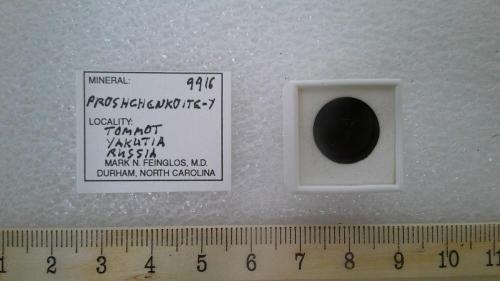 MINERAL: 9916
PROSHCHENKOITE-Y
LOCALITY:
TOMMOT
YAKUTIA
RUSSIA
MARK N. FEINGLOS, M.D.
DURHAM, NORTH CAROLINA
1 2 3 4 5 6 7 8 9 10 11